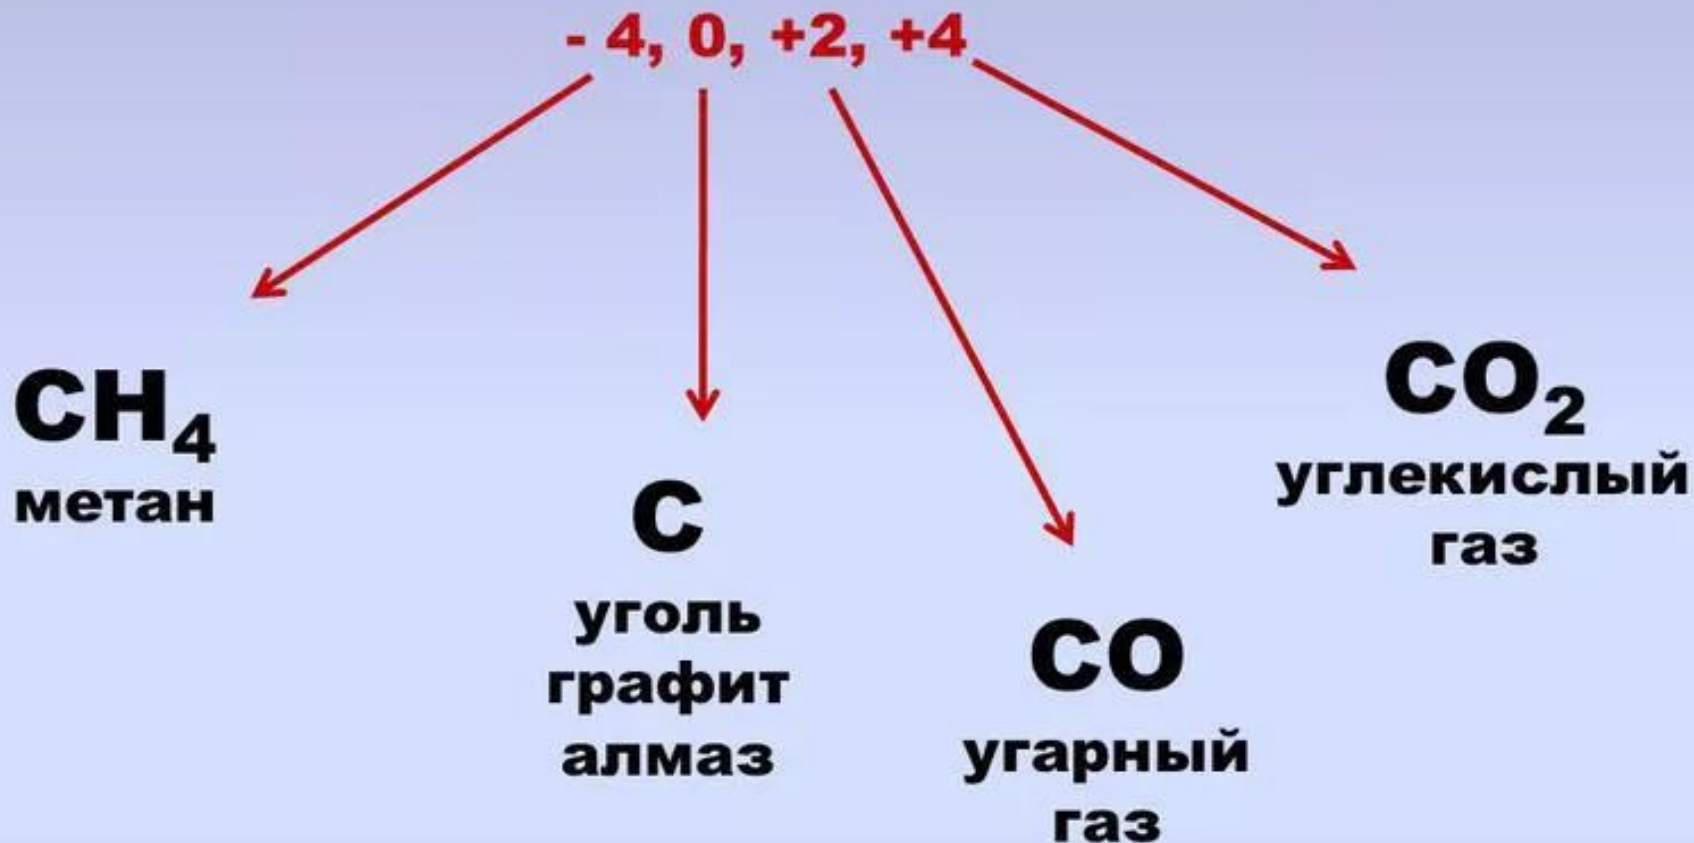 - 4, 0, +2, +4
CH₄
метан
C
уголь
графит
алмаз
CO
угарный
газ
CO₂
углекислый
газ